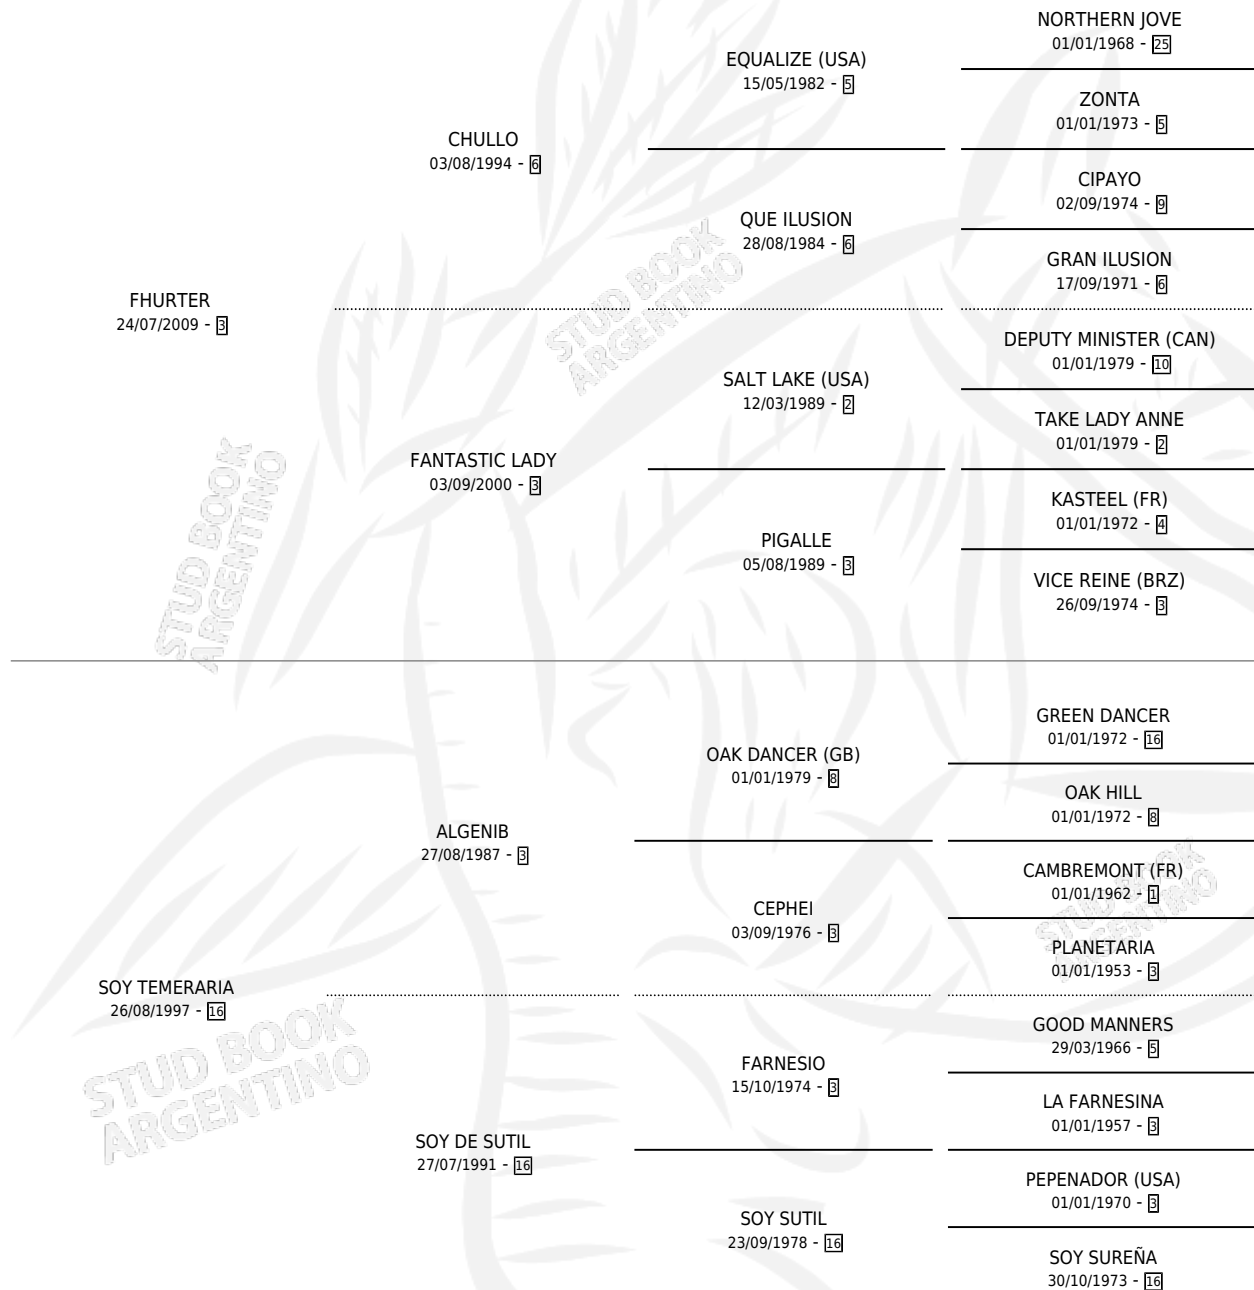 NORTHERN JOVE
01/01/1968 - 25
EQUALIZE (USA)
15/05/1982 - 5
ZONTA
01/01/1973 - 5
CHULLO
03/08/1994 - 6
CIPAYO
02/09/1974 - 9
QUE ILUSION
28/08/1984 - 6
GRAN ILUSION
17/09/1971 - 6
FHURTER
24/07/2009 - 3
DEPUTY MINISTER (CAN)
01/01/1979 - 10
SALT LAKE (USA)
12/03/1989 - 2
TAKE LADY ANNE
01/01/1979 - 2
FANTASTIC LADY
03/09/2000 - 3
KASTEEL (FR)
01/01/1972 - 4
PIGALLE
05/08/1989 - 3
VICE REINE (BRZ)
26/09/1974 - 3
STUD BOOK
ARGENTINO
STUD BOOK
ARGENTINO
GREEN DANCER
01/01/1972 - 16
OAK DANCER (GB)
01/01/1979 - 8
OAK HILL
01/01/1972 - 8
ALGENIB
27/08/1987 - 3
CAMBREMONT (FR)
01/01/1962 - 1
CEPHEI
03/09/1976 - 3
PLANETARIA
01/01/1953 - 3
SOY TEMERARIA
26/08/1997 - 16
GOOD MANNERS
29/03/1966 - 5
FARNESIO
15/10/1974 - 3
LA FARNESINA
01/01/1957 - 3
SOY DE SUTIL
27/07/1991 - 16
PEPENADOR (USA)
01/01/1970 - 3
SOY SUTIL
23/09/1978 - 16
SOY SUREÑA
30/10/1973 - 16
STUD BOOK
ARGENTINO
STUD BOOK
ARGENTINO